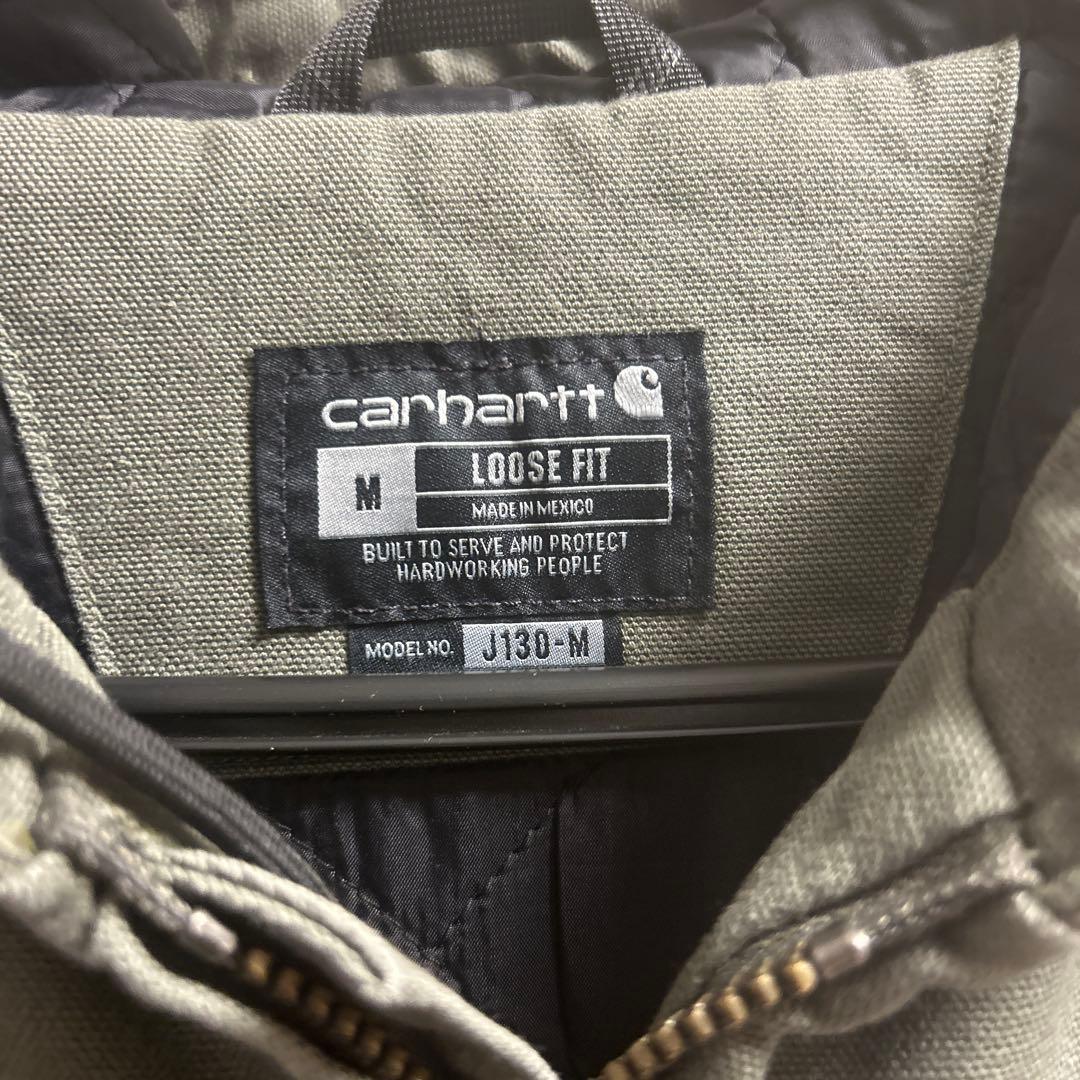 carhartt
M
LOOSE FIT
MADE IN MEXICO
BUILT TO SERVE AND PROTECT
HARDWORKING PEOPLE
MODEL NO. J130-M